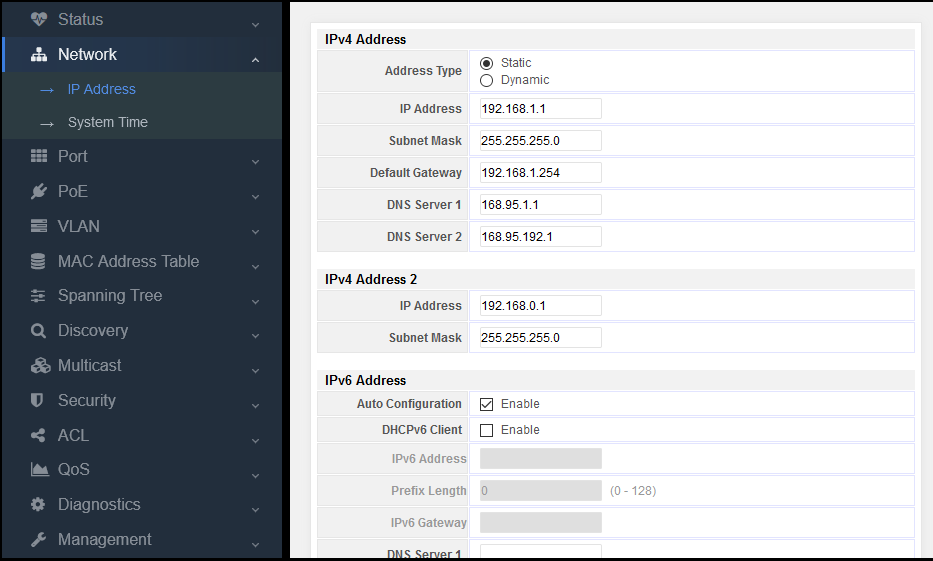 Status
Network
IP Address
System Time
Port
PoE
VLAN
MAC Address Table
Spanning Tree
Discovery
Multicast
Security
ACL
QoS
Diagnostics
Management
IPv4 Address
Address Type
Static
Dynamic
IP Address 192.168.1.1
Subnet Mask 255.255.255.0
Default Gateway 192.168.1.254
DNS Server 1 168.95.1.1
DNS Server 2 168.95.192.1
IPv4 Address 2
IP Address 192.168.0.1
Subnet Mask 255.255.255.0
IPv6 Address
Auto Configuration Enable
DHCPv6 Client Enable
IPv6 Address
Prefix Length 0 (0 - 128)
IPv6 Gateway
DNS Server 1